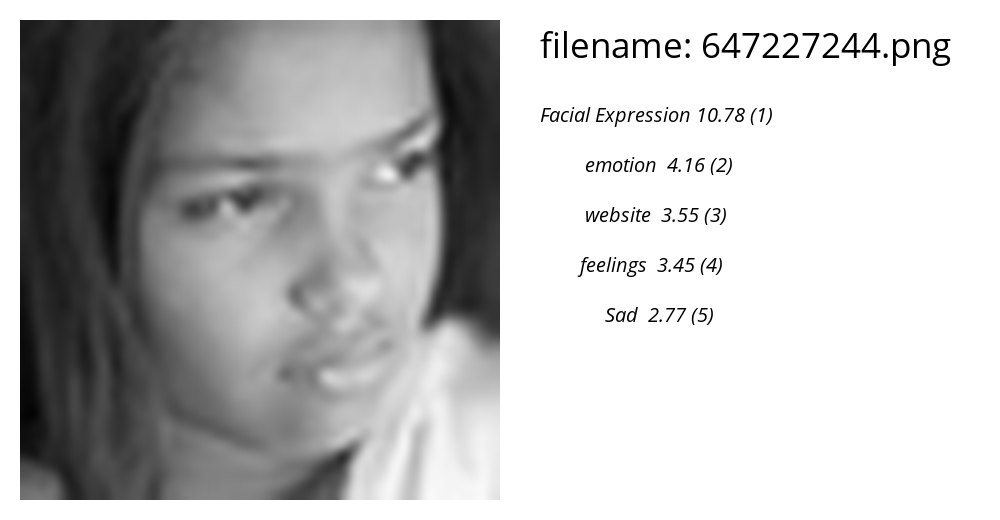 filename: 647227244.png
Facial Expression 10.78 (1)
emotion 4.16 (2)
website 3.55 (3)
feelings 3.45 (4)
Sad 2.77 (5)